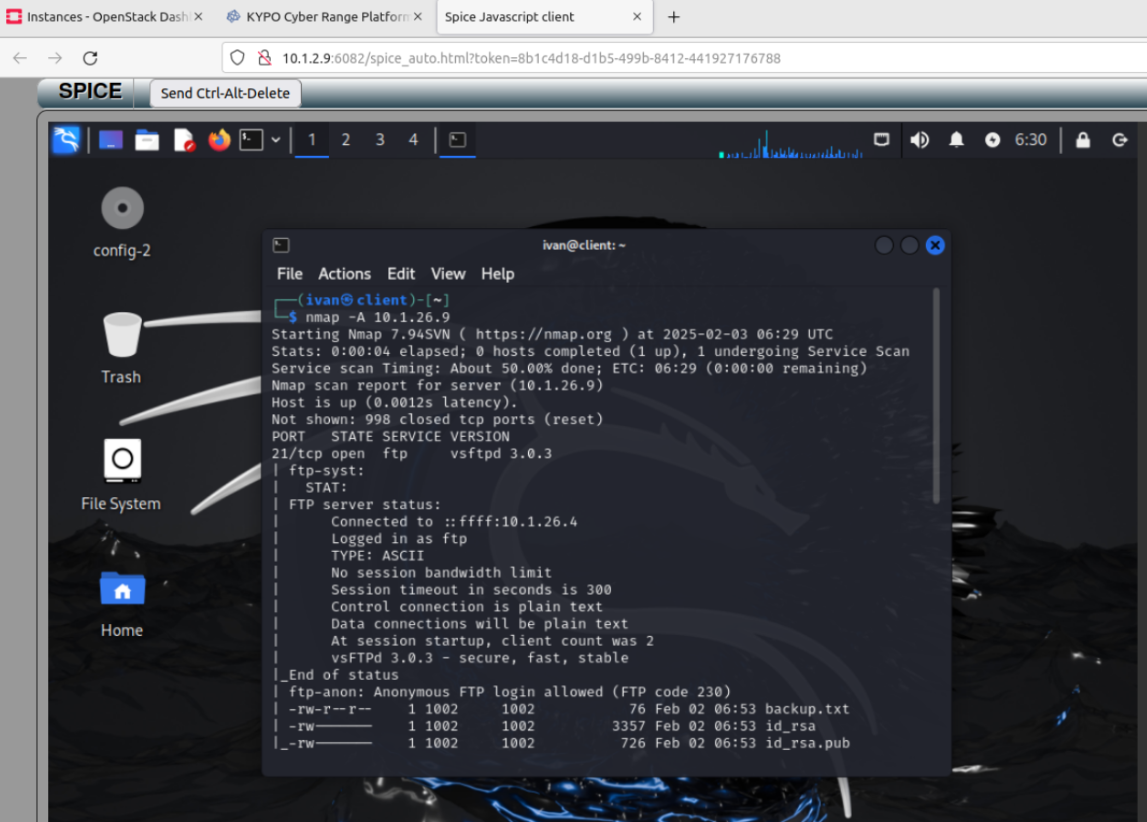 Instances - OpenStack Dash
KYPO Cyber Range Platform
Spice Javascript client
10.1.2.9:6082/spice_auto.html?token=8b1c4d18-d1b5-499b-8412-441927176788
SPICE
Send Ctrl-Alt-Delete
1 2 3 4
6:30
config-2
Trash
File System
Home
ivan@client: ~
File Actions Edit View Help
┌──(ivan㉿client)-[~]
└─$ nmap -A 10.1.26.9
Starting Nmap 7.94SVN ( https://nmap.org ) at 2025-02-03 06:29 UTC
Stats: 0:00:04 elapsed; 0 hosts completed (1 up), 1 undergoing Service Scan
Service scan Timing: About 50.00% done; ETC: 06:29 (0:00:00 remaining)
Nmap scan report for server (10.1.26.9)
Host is up (0.0012s latency).
Not shown: 998 closed tcp ports (reset)
PORT   STATE SERVICE VERSION
21/tcp open  ftp     vsftpd 3.0.3
| ftp-syst:
|   STAT:
| FTP server status:
|      Connected to ::ffff:10.1.26.4
|      Logged in as ftp
|      TYPE: ASCII
|      No session bandwidth limit
|      Session timeout in seconds is 300
|      Control connection is plain text
|      Data connections will be plain text
|      At session startup, client count was 2
|      vsFTPd 3.0.3 - secure, fast, stable
|_End of status
| ftp-anon: Anonymous FTP login allowed (FTP code 230)
| -rw-r--r--    1 1002     1002           76 Feb 02 06:53 backup.txt
| -rw-------    1 1002     1002         3357 Feb 02 06:53 id_rsa
|_-rw-------    1 1002     1002          726 Feb 02 06:53 id_rsa.pub